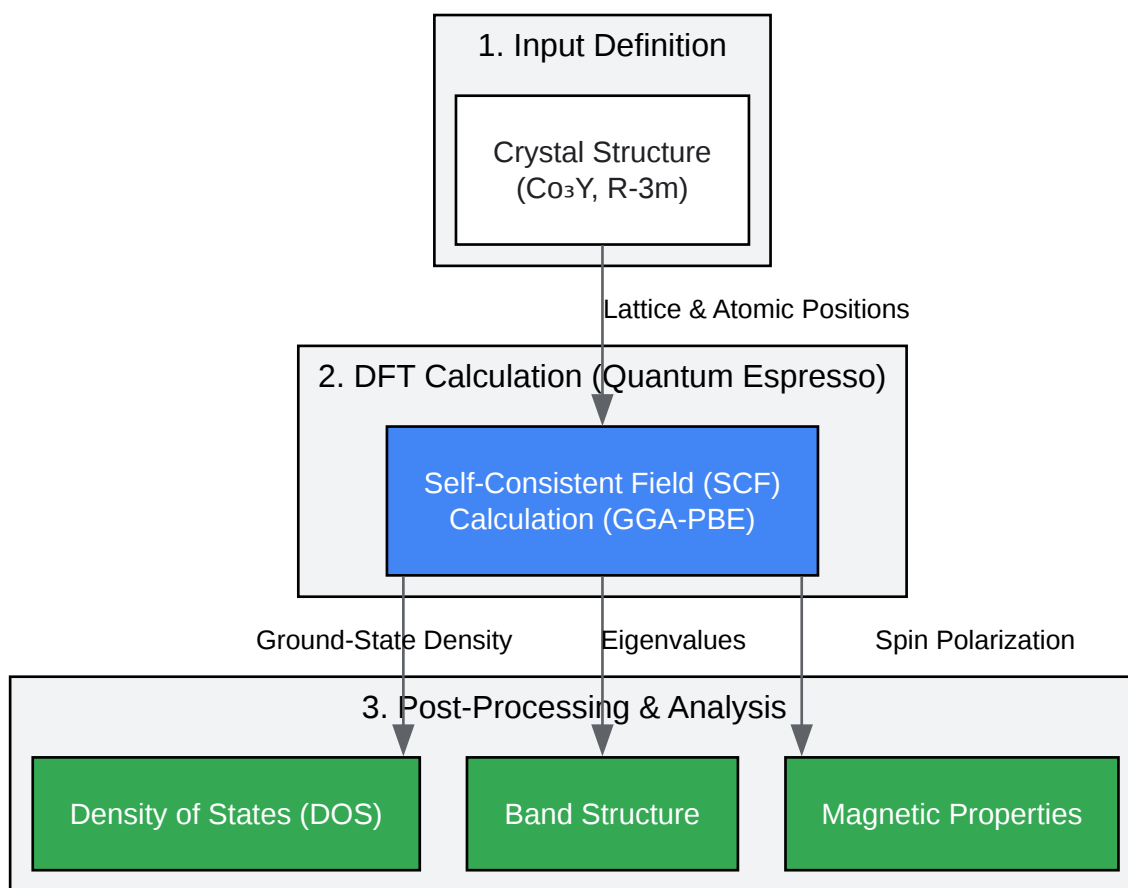 1. Input Definition
Crystal Structure
(Co₃Y, R-3m)
Lattice & Atomic Positions
2. DFT Calculation (Quantum Espresso)
Self-Consistent Field (SCF)
Calculation (GGA-PBE)
Ground-State Density
Eigenvalues
Spin Polarization
3. Post-Processing & Analysis
Density of States (DOS)
Band Structure
Magnetic Properties